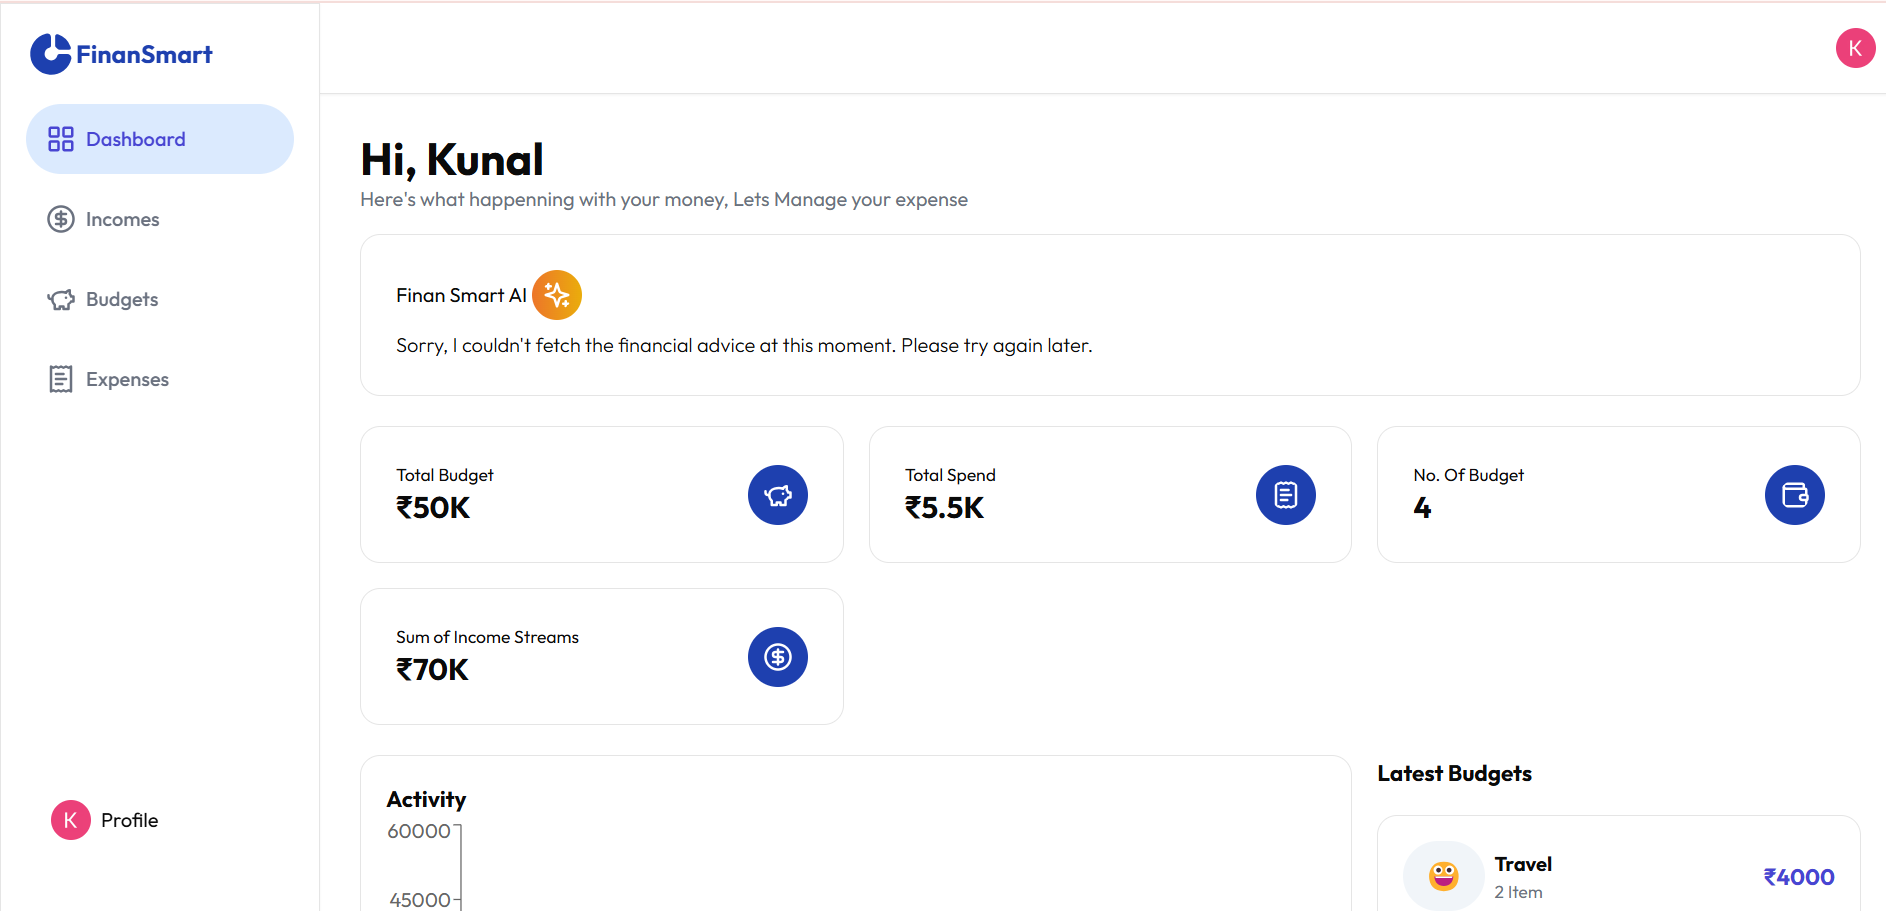 FinanSmart
K
Dashboard
Incomes
Budgets
Expenses
K Profile
Hi, Kunal
Here's what happenning with your money, Lets Manage your expense
Finan Smart AI
Sorry, I couldn't fetch the financial advice at this moment. Please try again later.
Total Budget
₹50K
Total Spend
₹5.5K
No. Of Budget
4
Sum of Income Streams
₹70K
Activity
60000
45000
Latest Budgets
Travel
2 Item
₹4000